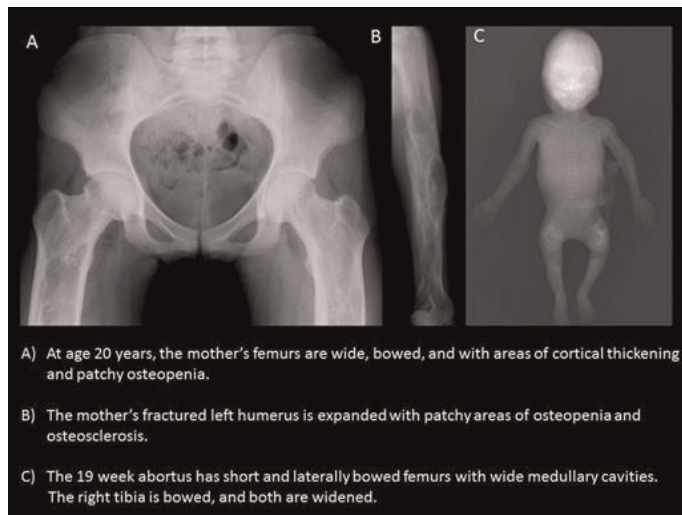 A
B
C
A) At age 20 years, the mother's femurs are wide, bowed, and with areas of cortical thickening
and patchy osteopenia.
B) The mother's fractured left humerus is expanded with patchy areas of osteopenia and
osteosclerosis.
C) The 19 week abortus has short and laterally bowed femurs with wide medullary cavities.
The right tibia is bowed, and both are widened.